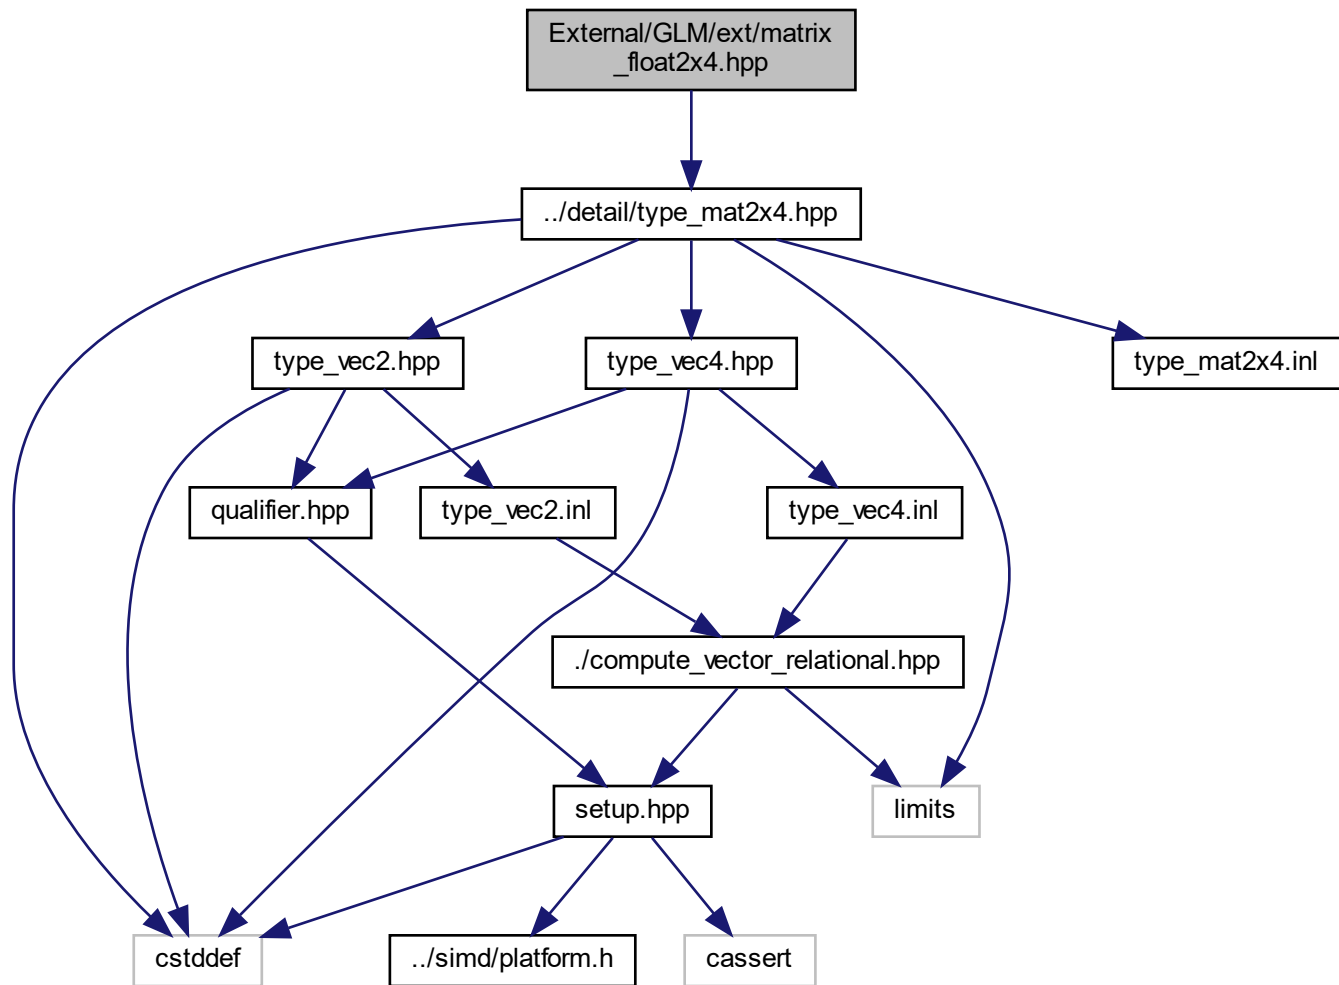 External/GLM/ext/matrix
_float2x4.hpp
../detail/type_mat2x4.hpp
type_vec2.hpp
type_vec4.hpp
type_mat2x4.inl
qualifier.hpp
type_vec2.inl
type_vec4.inl
./compute_vector_relational.hpp
setup.hpp
limits
cstddef
../simd/platform.h
cassert